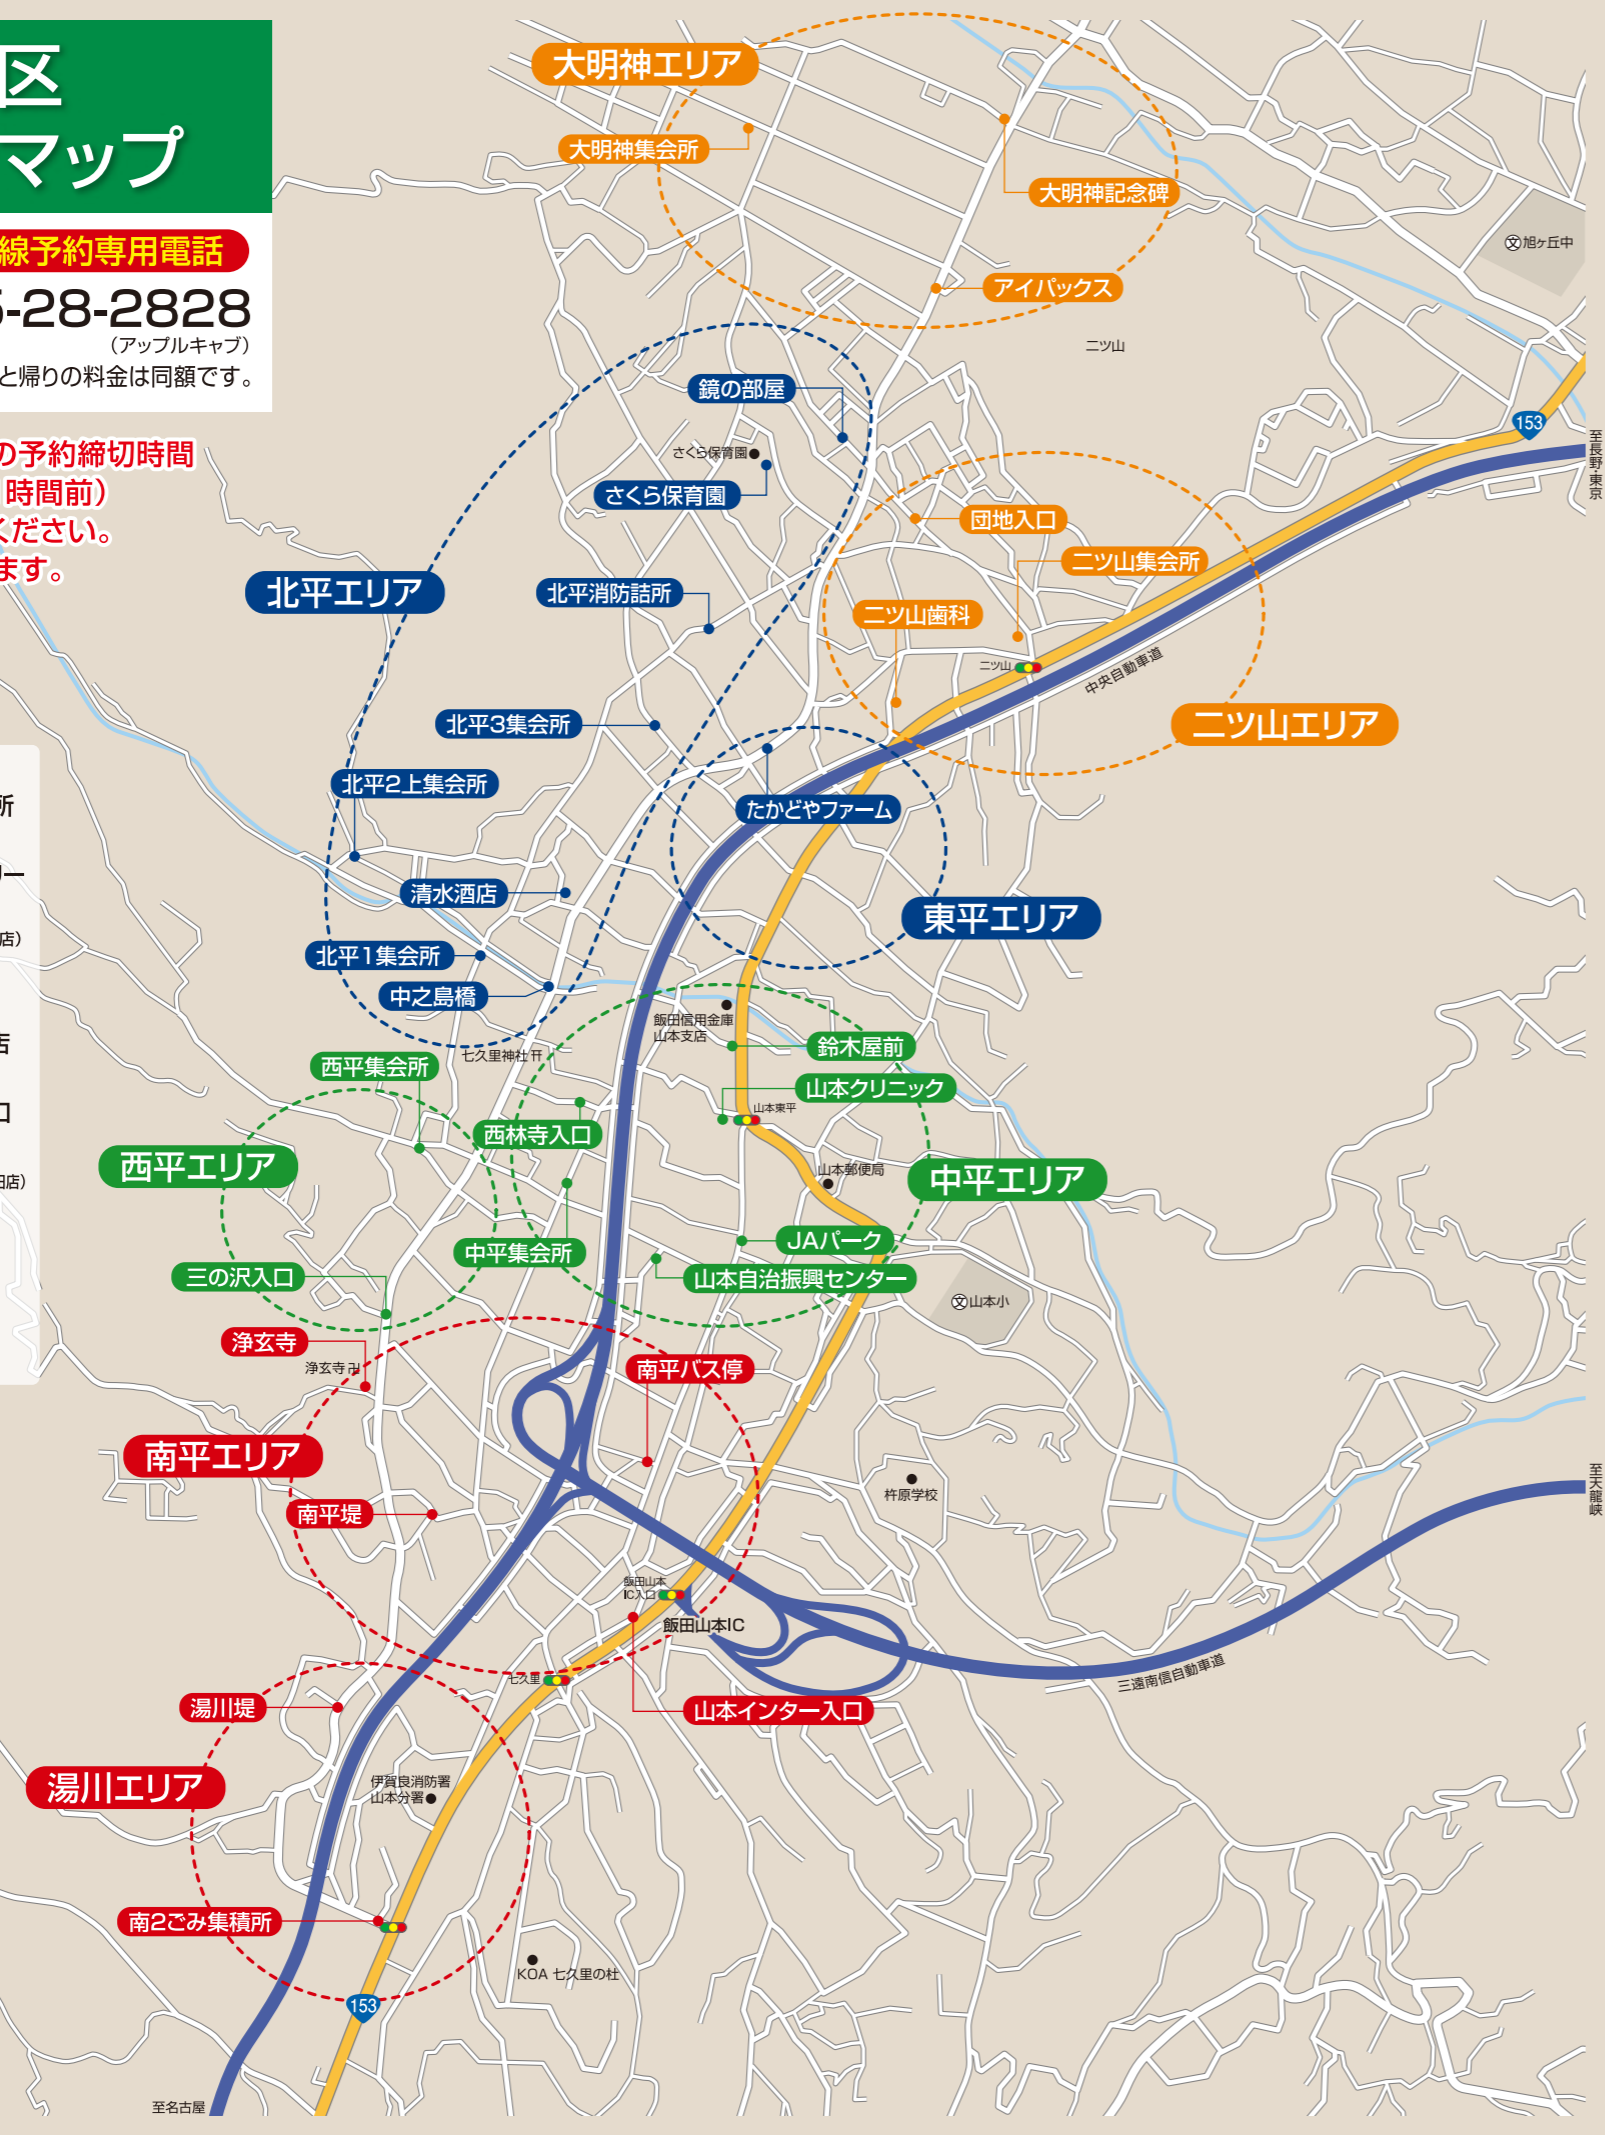 区
マップ
線予約専用電話
5-28-2828
（アップルキャブ）
と帰りの料金は同額です。
の予約締切時間
時間前）
ください。
ます。
所
リー
店）
店
口
田店）
大明神エリア
大明神集会所
大明神記念碑
旭ヶ丘中
文
アイパックス
二ツ山
鏡の部屋
153
至長野・東京
さくら保育園
さくら保育園
団地入口
二ツ山集会所
北平エリア
北平消防詰所
二ツ山歯科
二ツ山
中央自動車道
北平3集会所
二ツ山エリア
北平2上集会所
たかどやファーム
清水酒店
東平エリア
北平1集会所
中之島橋
飯田信用金庫
山本支店
鈴木屋前
七久里神社
西平集会所
山本クリニック
山本東平
西林寺入口
西平エリア
山本郵便局
中平エリア
中平集会所
JAパーク
三の沢入口
山本自治振興センター
文
山本小
浄玄寺
浄玄寺卍
南平バス停
南平エリア
杵原学校
至天龍峡
南平堤
飯田山本
IC入口
飯田山本IC
七久里
三遠南信自動車道
湯川堤
山本インター入口
湯川エリア
伊賀良消防署
山本分署
南2ごみ集積所
KOA 七久里の杜
153
至名古屋